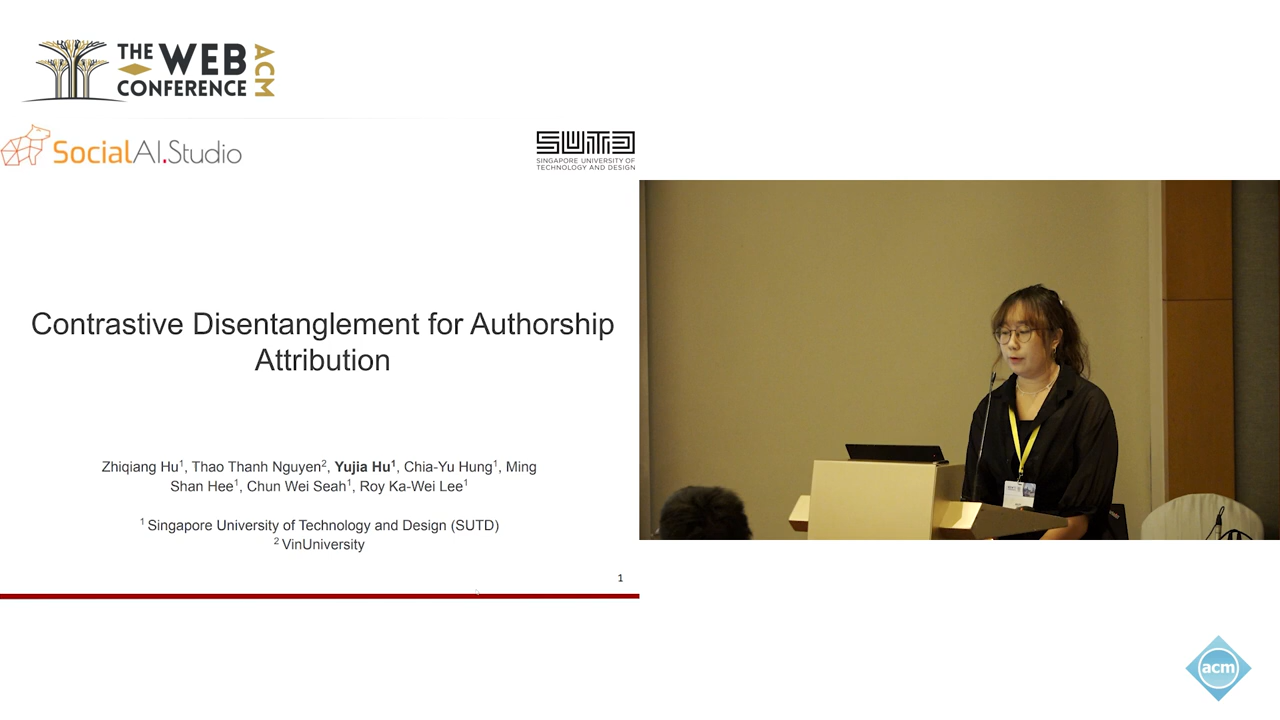 THE WEB
CONFERENCE
ACM
SocialAI.Studio
SUTD
SINGAPORE UNIVERSITY OF
TECHNOLOGY AND DESIGN
Contrastive Disentanglement for Authorship
Attribution
Zhiqiang Hu¹, Thao Thanh Nguyen², Yujia Hu¹, Chia-Yu Hung¹, Ming
Shan Hee¹, Chun Wei Seah¹, Roy Ka-Wei Lee¹
¹ Singapore University of Technology and Design (SUTD)
² VinUniversity
1
acm